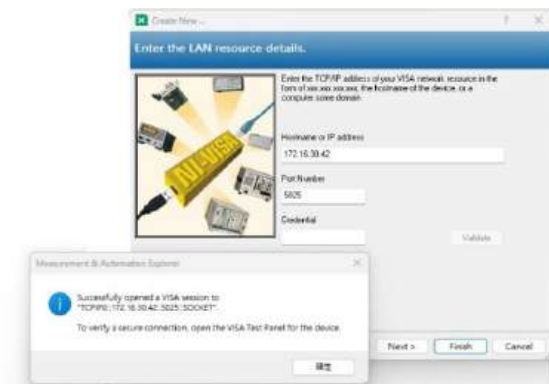 Create New ...
Enter the LAN resource details.
Enter the TCP/IP address of your VISA network resource in the
form of xxx.xxx.xxx.xxx, the hostname of the device, or a
computer.some.domain.
Hostname or IP address
172.16.30.42
Port Number
5025
Credential
Validate
NI-VISA
Measurement & Automation Explorer
Successfully opened a VISA session to
"TCPIP0::172.16.30.42::5025::SOCKET".
To verify a secure connection, open the VISA Test Panel for the device.
Next >
Finish
Cancel